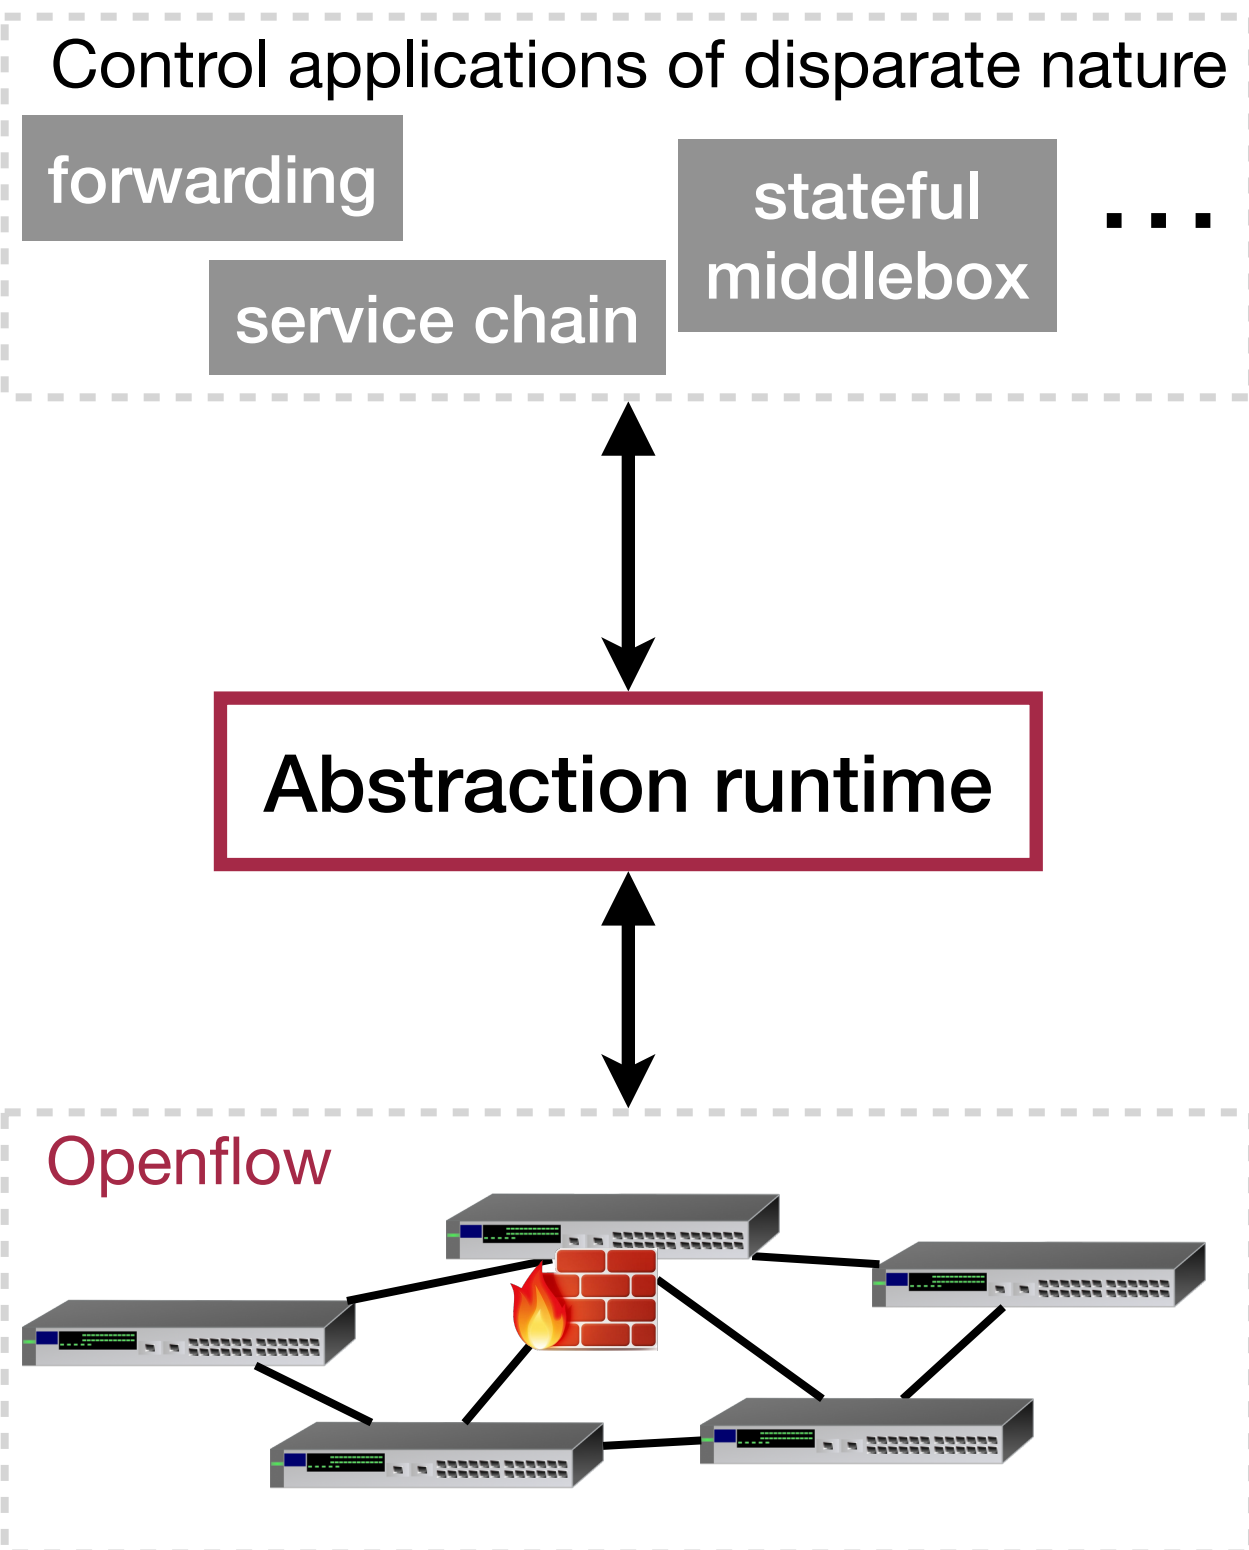 Control applications of disparate nature
forwarding
stateful
middlebox
...
service chain
Abstraction runtime
Openflow